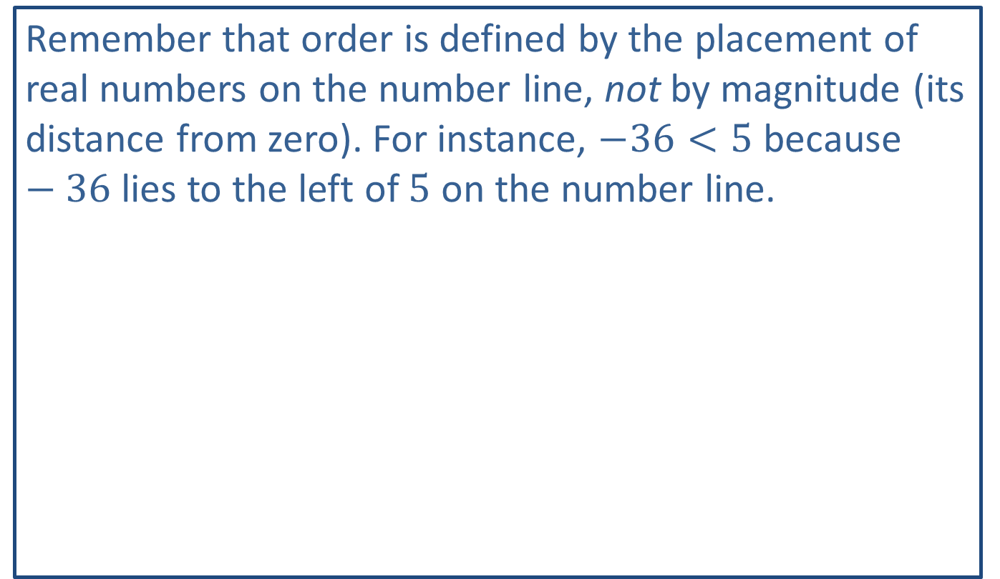 Remember that order is defined by the placement of
real numbers on the number line, not by magnitude (its
distance from zero). For instance, −36 < 5 because
− 36 lies to the left of 5 on the number line.